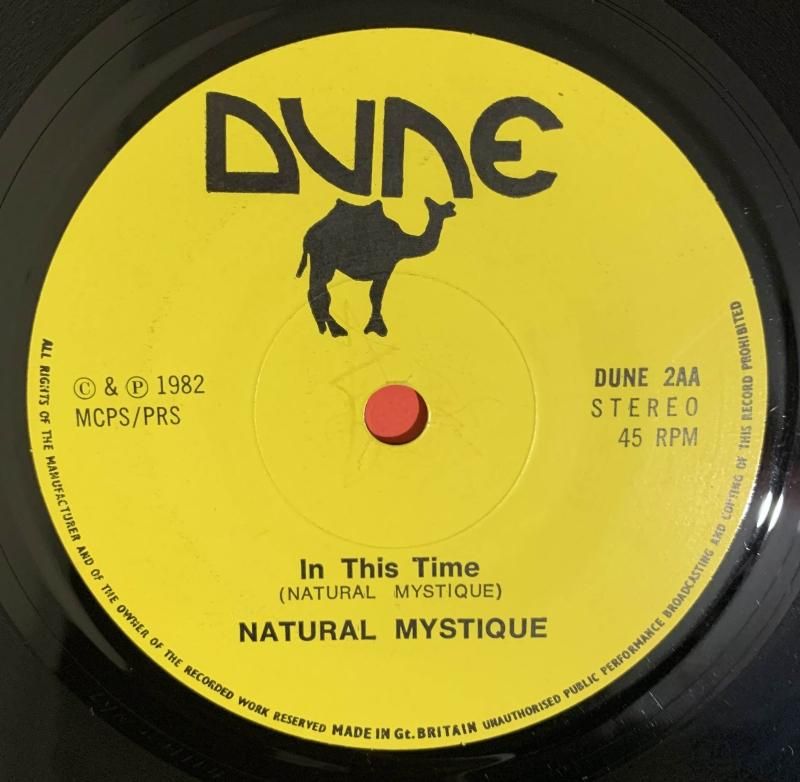 DUNE
© & ℗ 1982
MCPS/PRS
DUNE 2AA
STEREO
45 RPM
In This Time
(NATURAL MYSTIQUE)
NATURAL MYSTIQUE
ALL RIGHTS OF THE MANUFACTURER AND OF THE OWNER OF THE RECORDED WORK RESERVED MADE IN Gt. BRITAIN UNAUTHORISED PUBLIC PERFORMANCE BROADCASTING AND COPYING OF THIS RECORD PROHIBITED